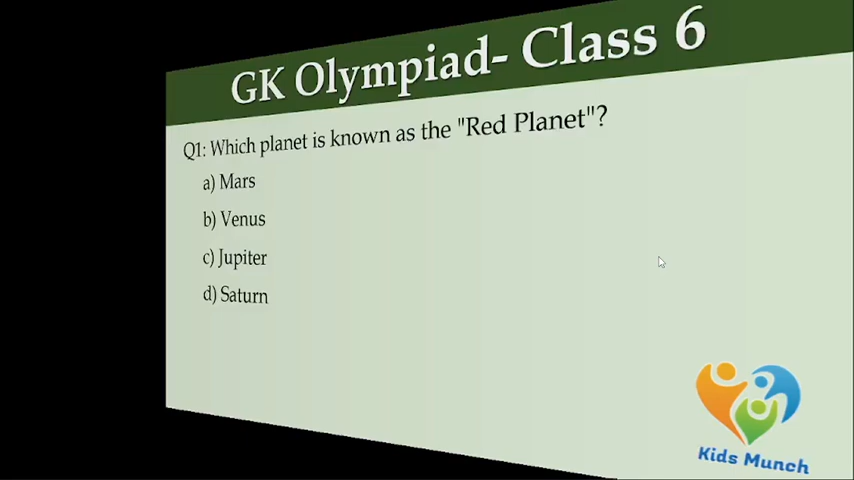 GK Olympiad- Class 6
Q1: Which planet is known as the "Red Planet"?
a) Mars
b) Venus
c) Jupiter
d) Saturn
Kids Munch